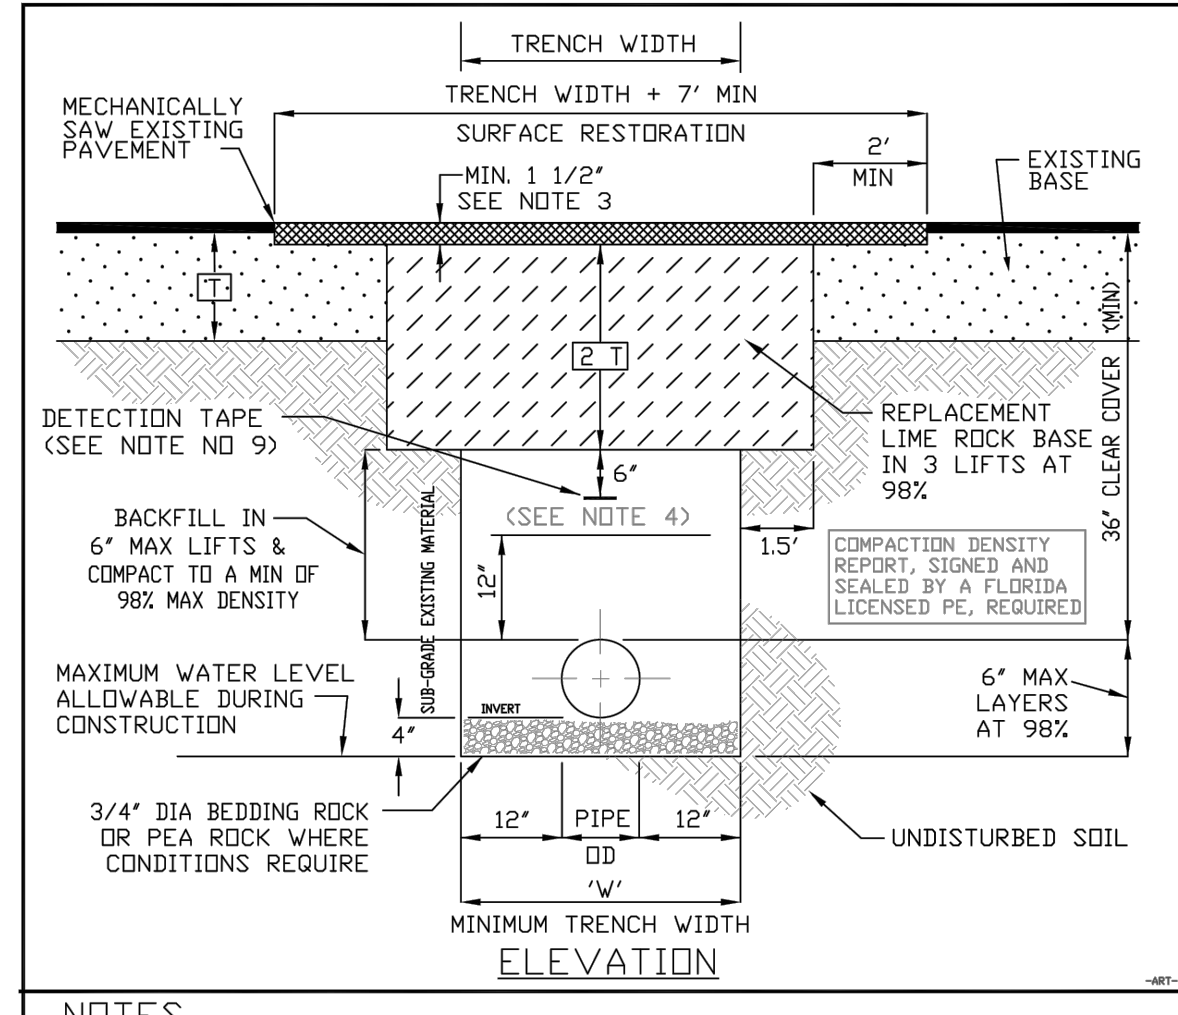 TRENCH WIDTH
TRENCH WIDTH + 7' MIN
SURFACE RESTORATION
MECHANICALLY
SAW EXISTING
PAVEMENT
MIN. 1 1/2"
SEE NOTE 3
2'
MIN
EXISTING
BASE
T
2 T
DETECTION TAPE
(SEE NOTE NO 9)
REPLACEMENT
LIME ROCK BASE
IN 3 LIFTS AT
98%
36" CLEAR COVER (MIN)
6"
(SEE NOTE 4)
1.5'
BACKFILL IN
6" MAX LIFTS &
COMPACT TO A MIN OF
98% MAX DENSITY
SUB-GRADE EXISTING MATERIAL
12"
COMPACTION DENSITY
REPORT, SIGNED AND
SEALED BY A FLORIDA
LICENSED PE, REQUIRED
MAXIMUM WATER LEVEL
ALLOWABLE DURING
CONSTRUCTION
INVERT
4"
6" MAX
LAYERS
AT 98%
3/4" DIA BEDDING ROCK
OR PEA ROCK WHERE
CONDITIONS REQUIRE
12"
PIPE
OD
12"
UNDISTURBED SOIL
'W'
MINIMUM TRENCH WIDTH
ELEVATION
-ART-
NOTES